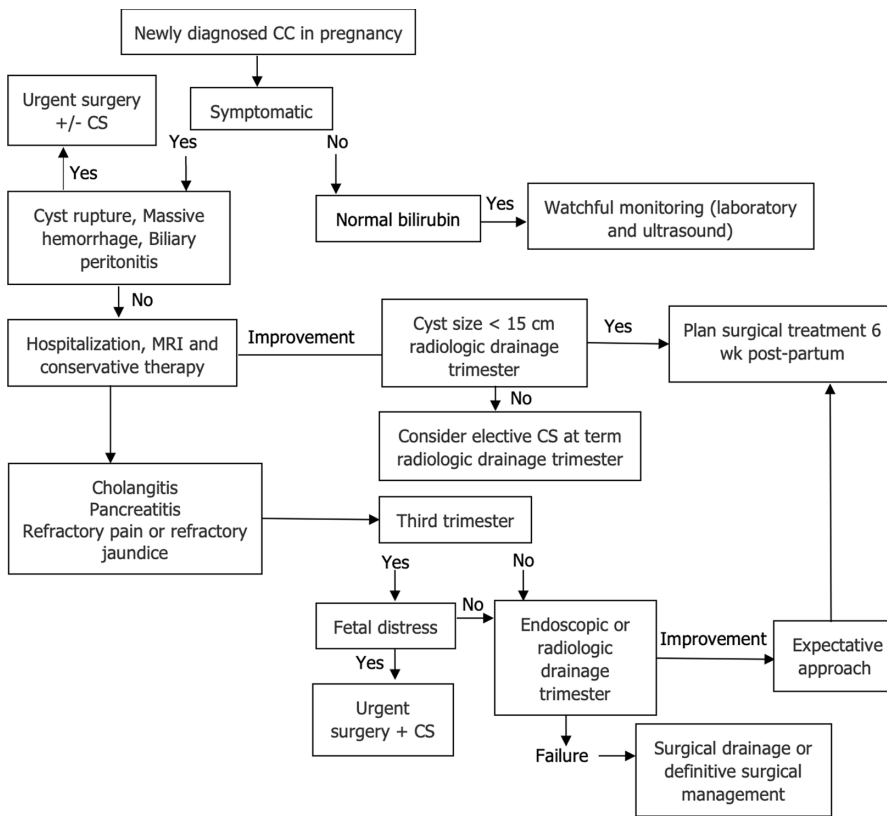 Newly diagnosed CC in pregnancy
Urgent surgery
+/- CS
Symptomatic
Yes
No
Yes
Cyst rupture, Massive
hemorrhage, Biliary
peritonitis
Normal bilirubin
Yes
Watchful monitoring (laboratory
and ultrasound)
No
Hospitalization, MRI and
conservative therapy
Improvement
Cyst size < 15 cm
radiologic drainage
trimester
Yes
Plan surgical treatment 6
wk post-partum
No
Consider elective CS at term
radiologic drainage trimester
Cholangitis
Pancreatitis
Refractory pain or refractory
jaundice
Third trimester
Yes
No
Fetal distress
No
Endoscopic or
radiologic
drainage
trimester
Improvement
Expectative
approach
Yes
Urgent
surgery + CS
Failure
Surgical drainage or
definitive surgical
management